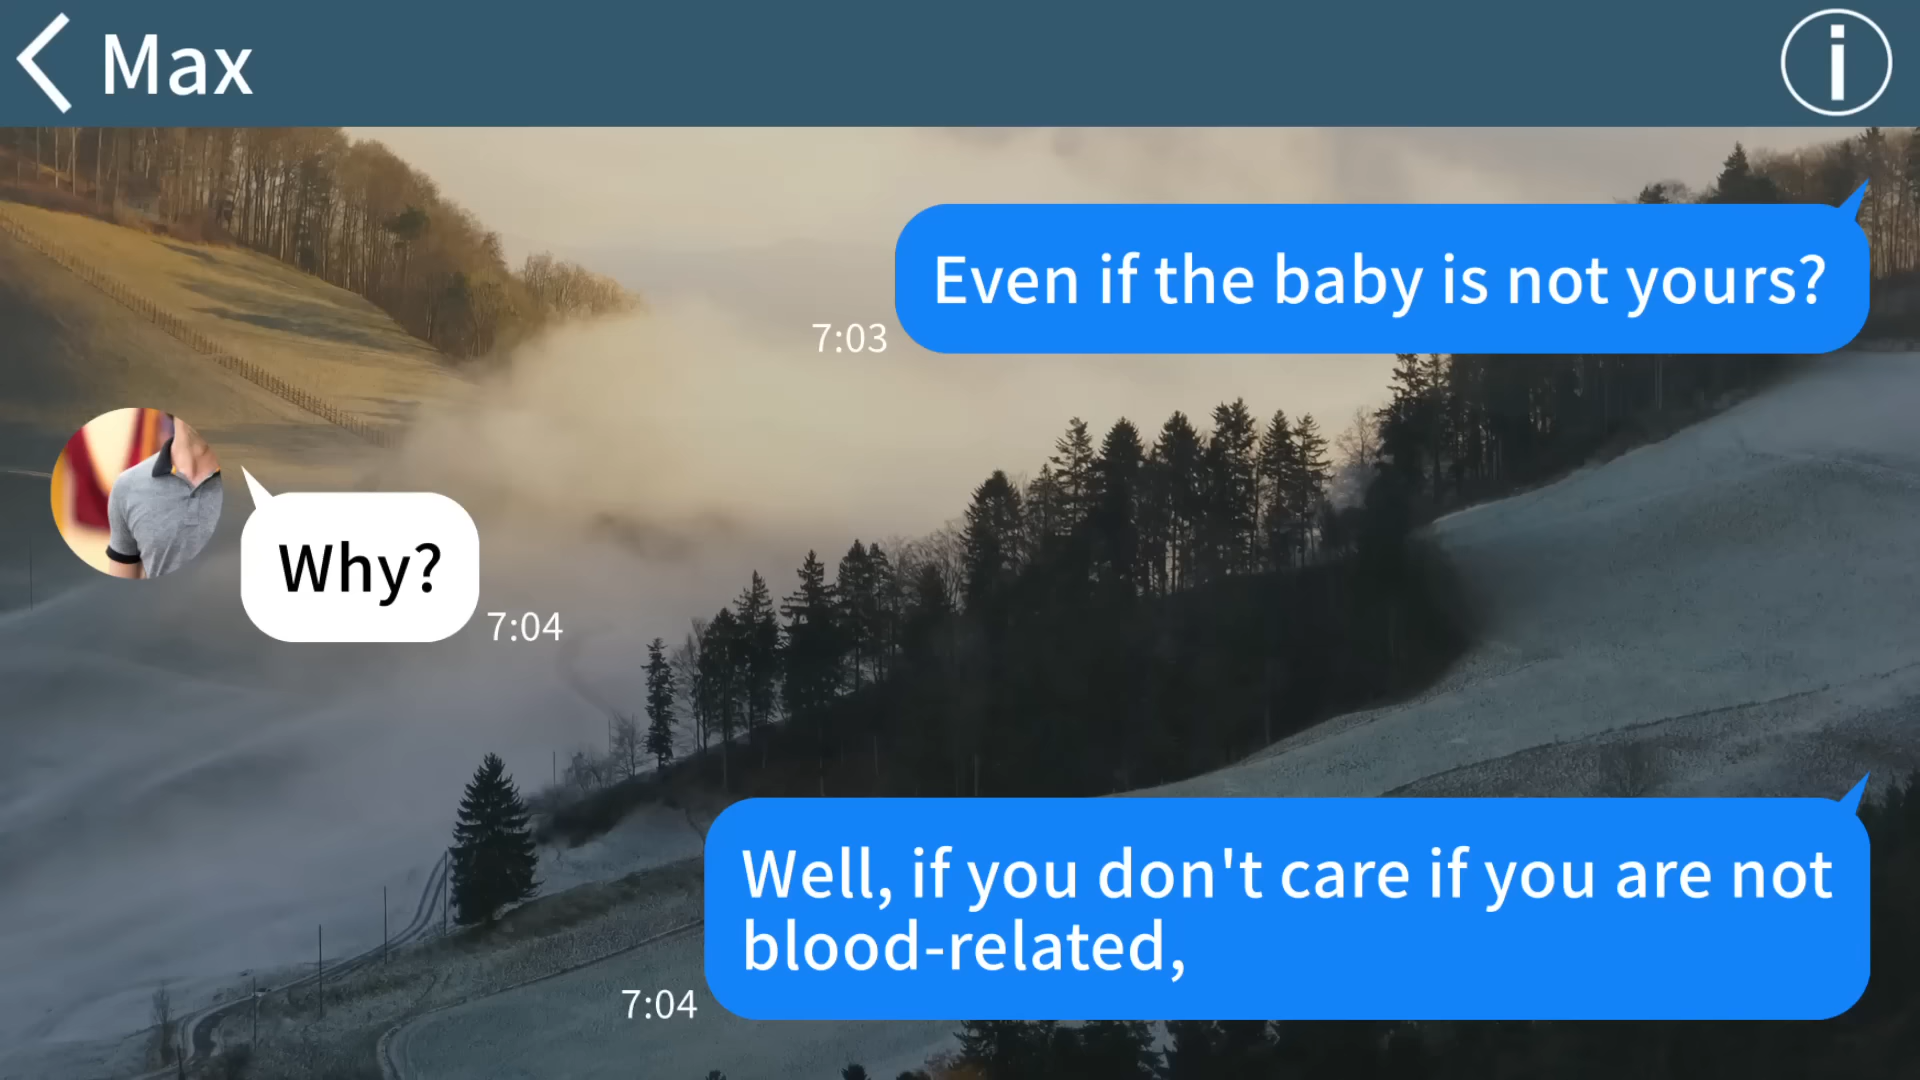 Max
Even if the baby is not yours?
7:03
Why?
7:04
Well, if you don't care if you are not
blood-related,
7:04